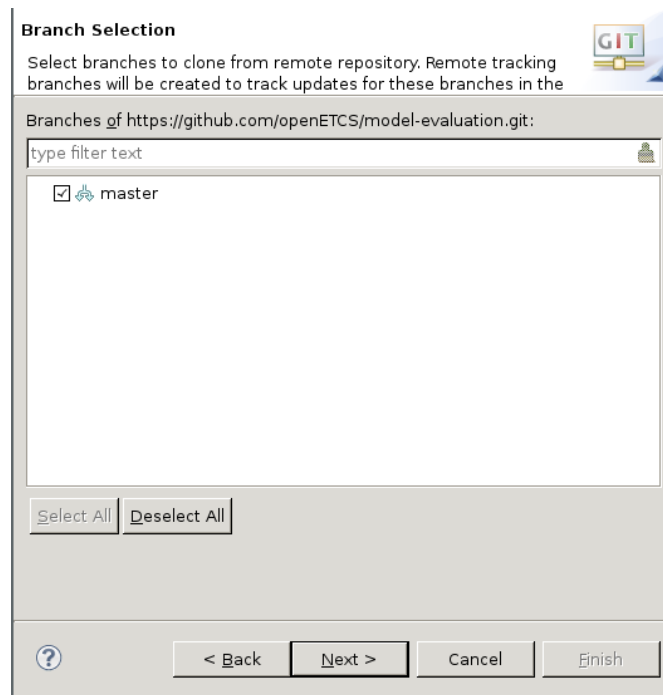 Branch Selection
GIT
Select branches to clone from remote repository. Remote tracking
branches will be created to track updates for these branches in the
Branches of https://github.com/openETCS/model-evaluation.git:
type filter text
master
Select All Deselect All
? < Back Next > Cancel Finish